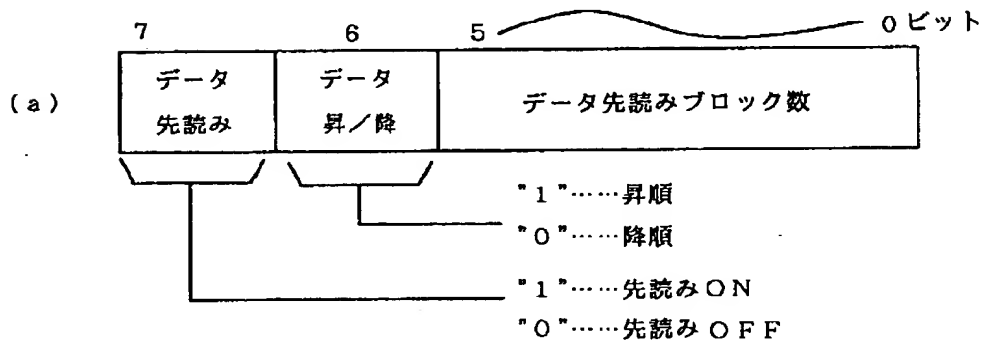 7 6 5 0ビット
(a)
データ 先読み
データ 昇/降
データ先読みブロック数
"1"……昇順
"0"……降順
"1"……先読みON
"0"……先読みOFF